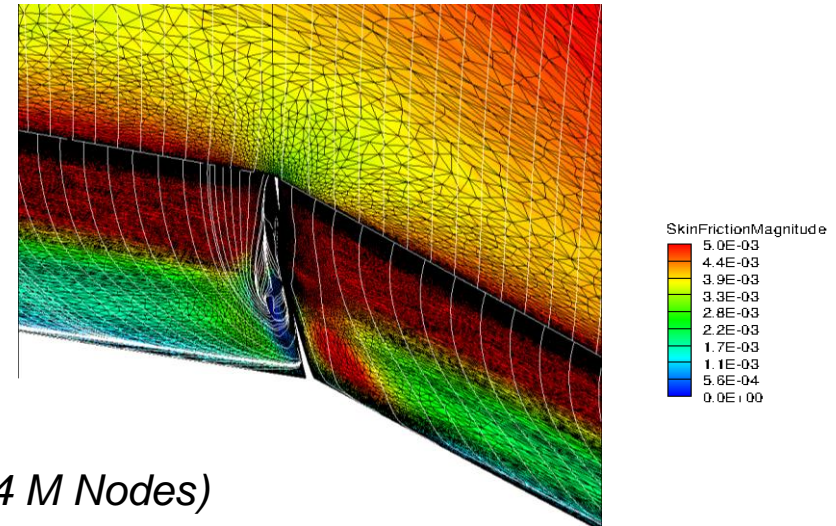 SkinFrictionMagnitude
5.0E-03
4.4E-03
3.9E-03
3.3E-03
2.8E-03
2.2E-03
1.7E-03
1.1E-03
5.6E-04
0.0E+00
4 M Nodes)